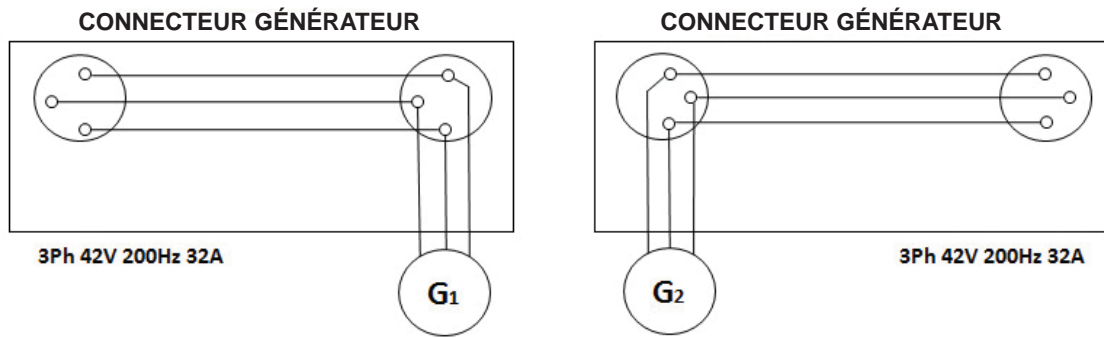 CONNECTEUR GÉNÉRATEUR
CONNECTEUR GÉNÉRATEUR
3Ph 42V 200Hz 32A
3Ph 42V 200Hz 32A
G1
G2